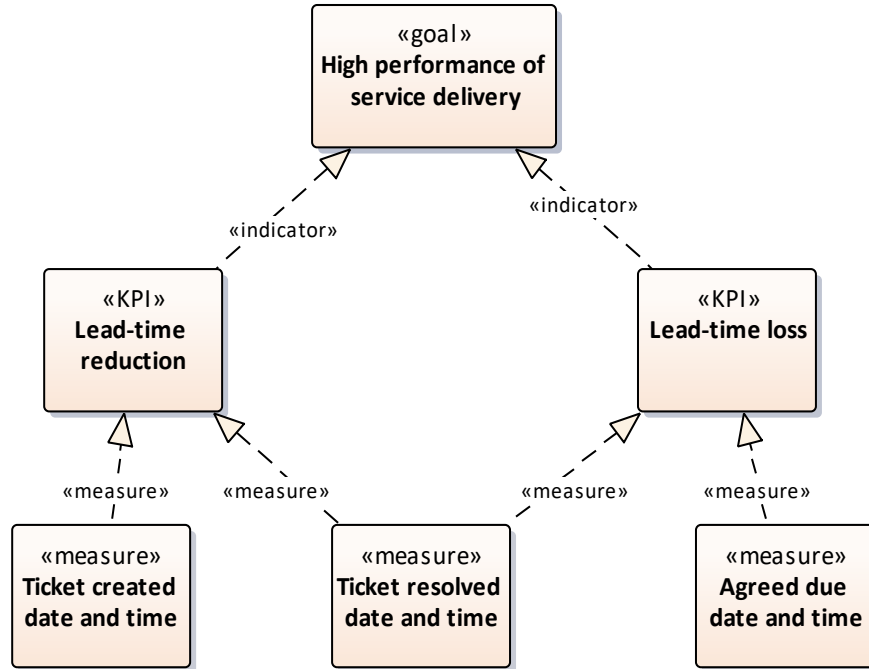 «goal»
High performance of
service delivery
«indicator»
«indicator»
«KPI»
Lead-time
reduction
«KPI»
Lead-time loss
«measure»
«measure»
«measure»
«measure»
«measure»
Ticket created
date and time
«measure»
Ticket resolved
date and time
«measure»
Agreed due
date and time